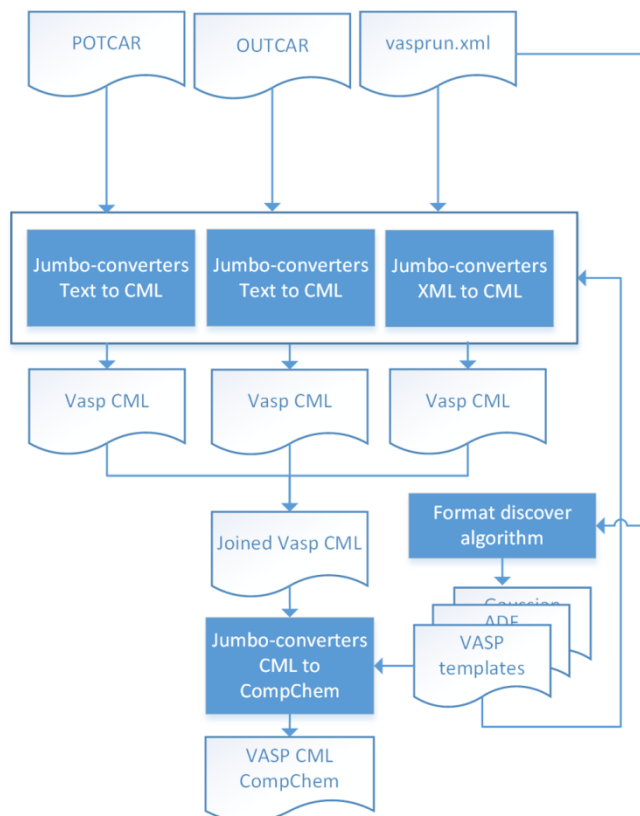 POTCAR
OUTCAR
vasprun.xml
Jumbo-converters
Text to CML
Jumbo-converters
Text to CML
Jumbo-converters
XML to CML
Vasp CML
Vasp CML
Vasp CML
Joined Vasp CML
Format discover
algorithm
Gaussian
ADF
VASP
templates
Jumbo-converters
CML to
CompChem
VASP CML
CompChem